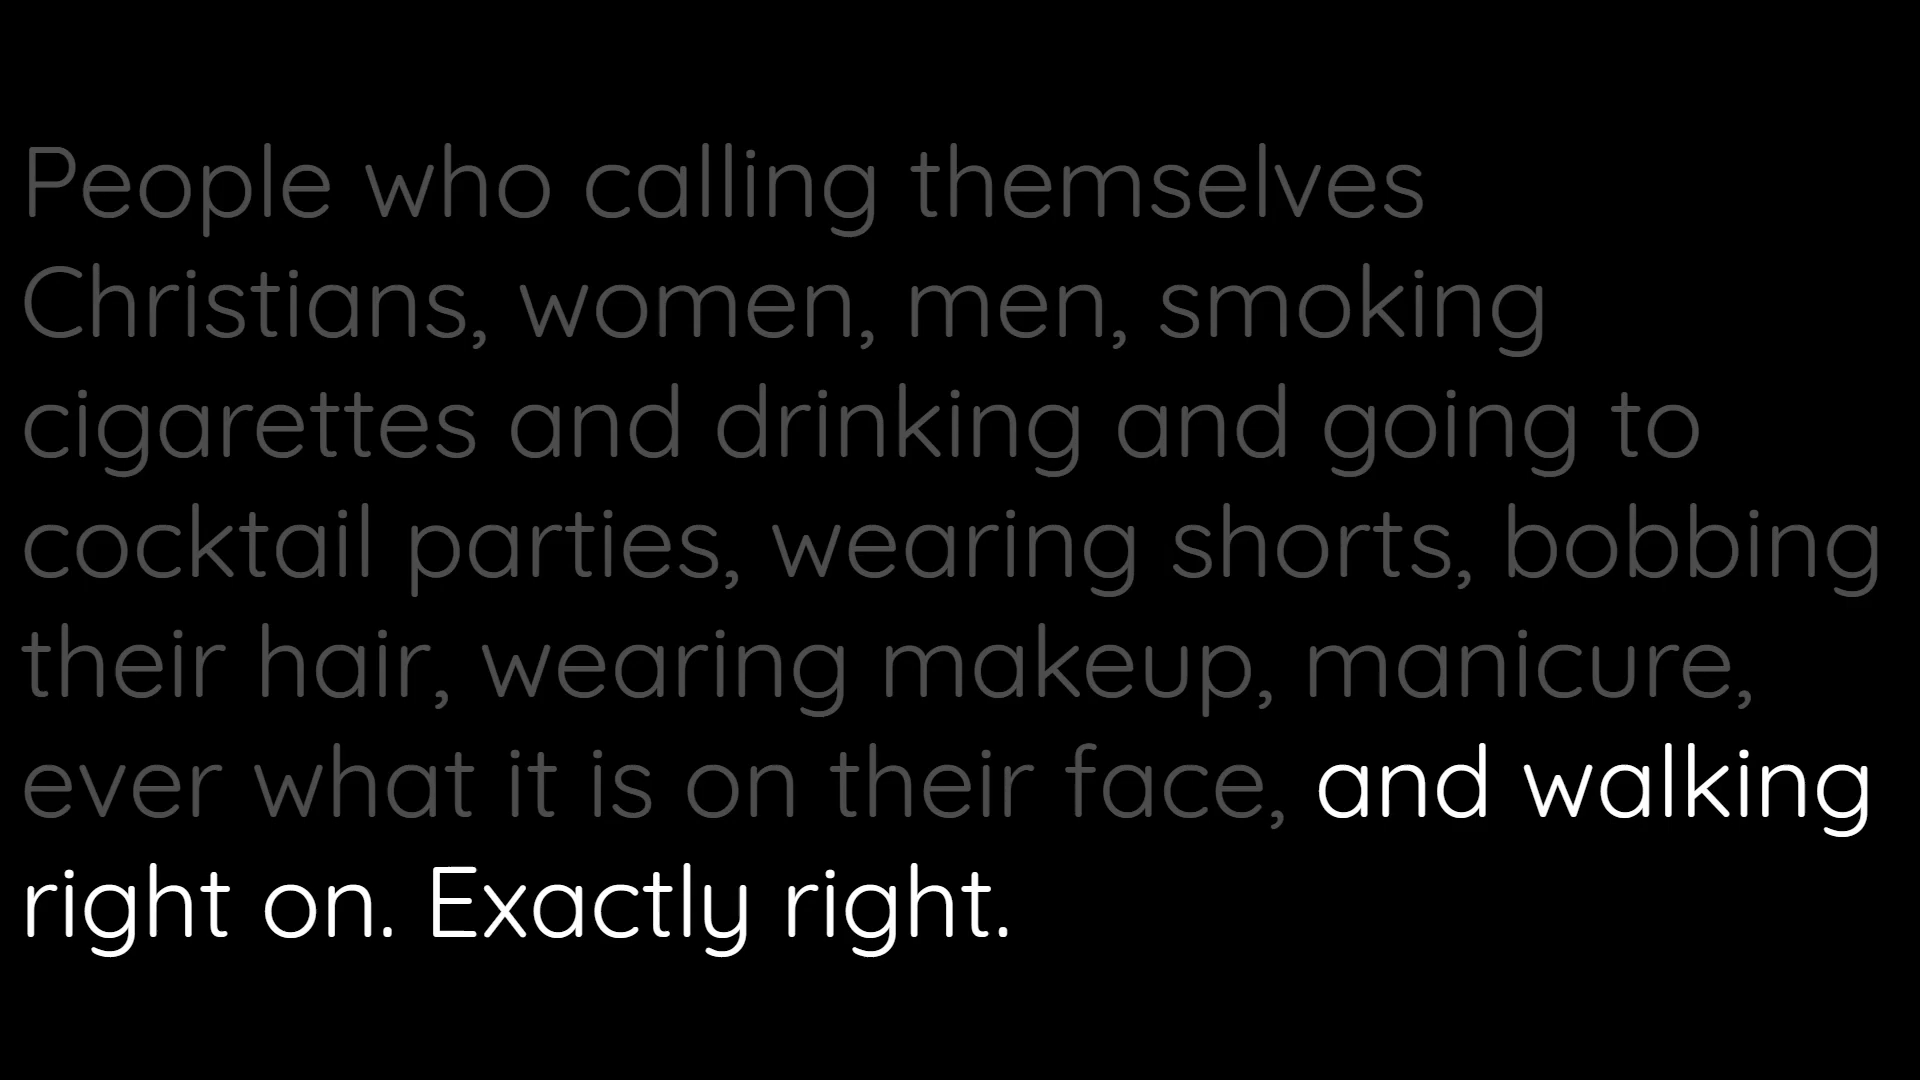 People who calling themselves
Christians, women, men, smoking
cigarettes and drinking and going to
cocktail parties, wearing shorts, bobbing
their hair, wearing makeup, manicure,
ever what it is on their face, and walking
right on. Exactly right.